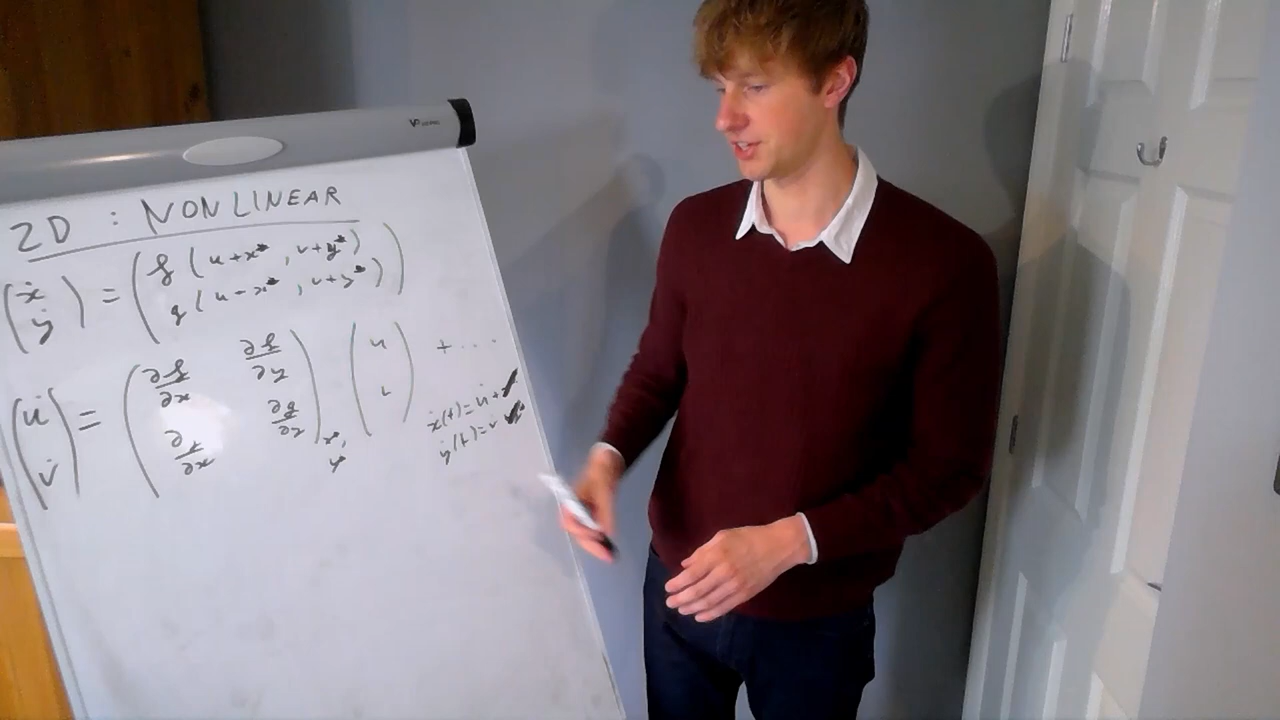 2D : NONLINEAR
(ẋ ẏ) = (f(u+x*, v+y*) g(u+x*, v+y*))
(u̇ v̇) = (∂f/∂x ∂f/∂y ∂g/∂x ∂g/∂y)x*, y* (u v) + ...
ẋ(t) = u̇ +
ẏ(t) = v̇